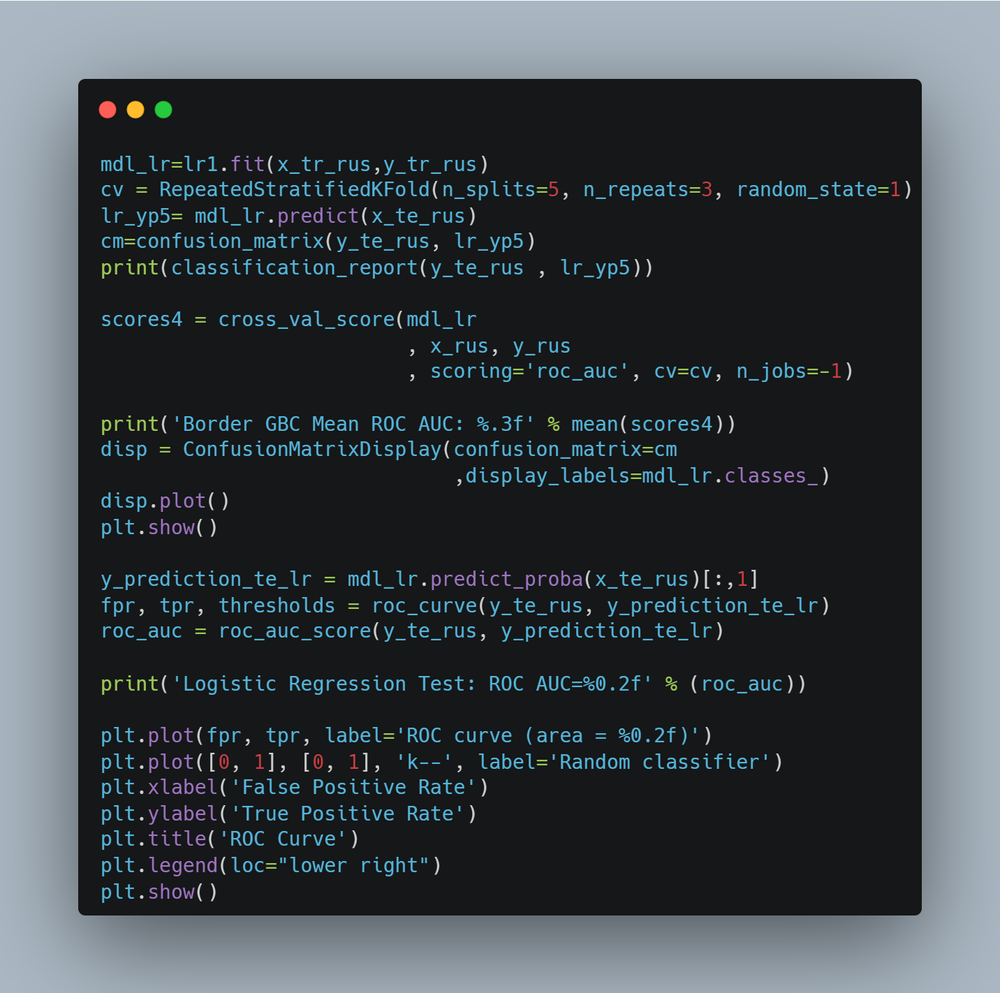 mdl_lr=lr1.fit(x_tr_rus,y_tr_rus)
cv = RepeatedStratifiedKFold(n_splits=5, n_repeats=3, random_state=1)
lr_yp5= mdl_lr.predict(x_te_rus)
cm=confusion_matrix(y_te_rus, lr_yp5)
print(classification_report(y_te_rus , lr_yp5))

scores4 = cross_val_score(mdl_lr
                          , x_rus, y_rus
                          , scoring='roc_auc', cv=cv, n_jobs=-1)

print('Border GBC Mean ROC AUC: %.3f' % mean(scores4))
disp = ConfusionMatrixDisplay(confusion_matrix=cm
                              ,display_labels=mdl_lr.classes_)
disp.plot()
plt.show()

y_prediction_te_lr = mdl_lr.predict_proba(x_te_rus)[:,1]
fpr, tpr, thresholds = roc_curve(y_te_rus, y_prediction_te_lr)
roc_auc = roc_auc_score(y_te_rus, y_prediction_te_lr)

print('Logistic Regression Test: ROC AUC=%0.2f' % (roc_auc))

plt.plot(fpr, tpr, label='ROC curve (area = %0.2f)')
plt.plot([0, 1], [0, 1], 'k--', label='Random classifier')
plt.xlabel('False Positive Rate')
plt.ylabel('True Positive Rate')
plt.title('ROC Curve')
plt.legend(loc="lower right")
plt.show()